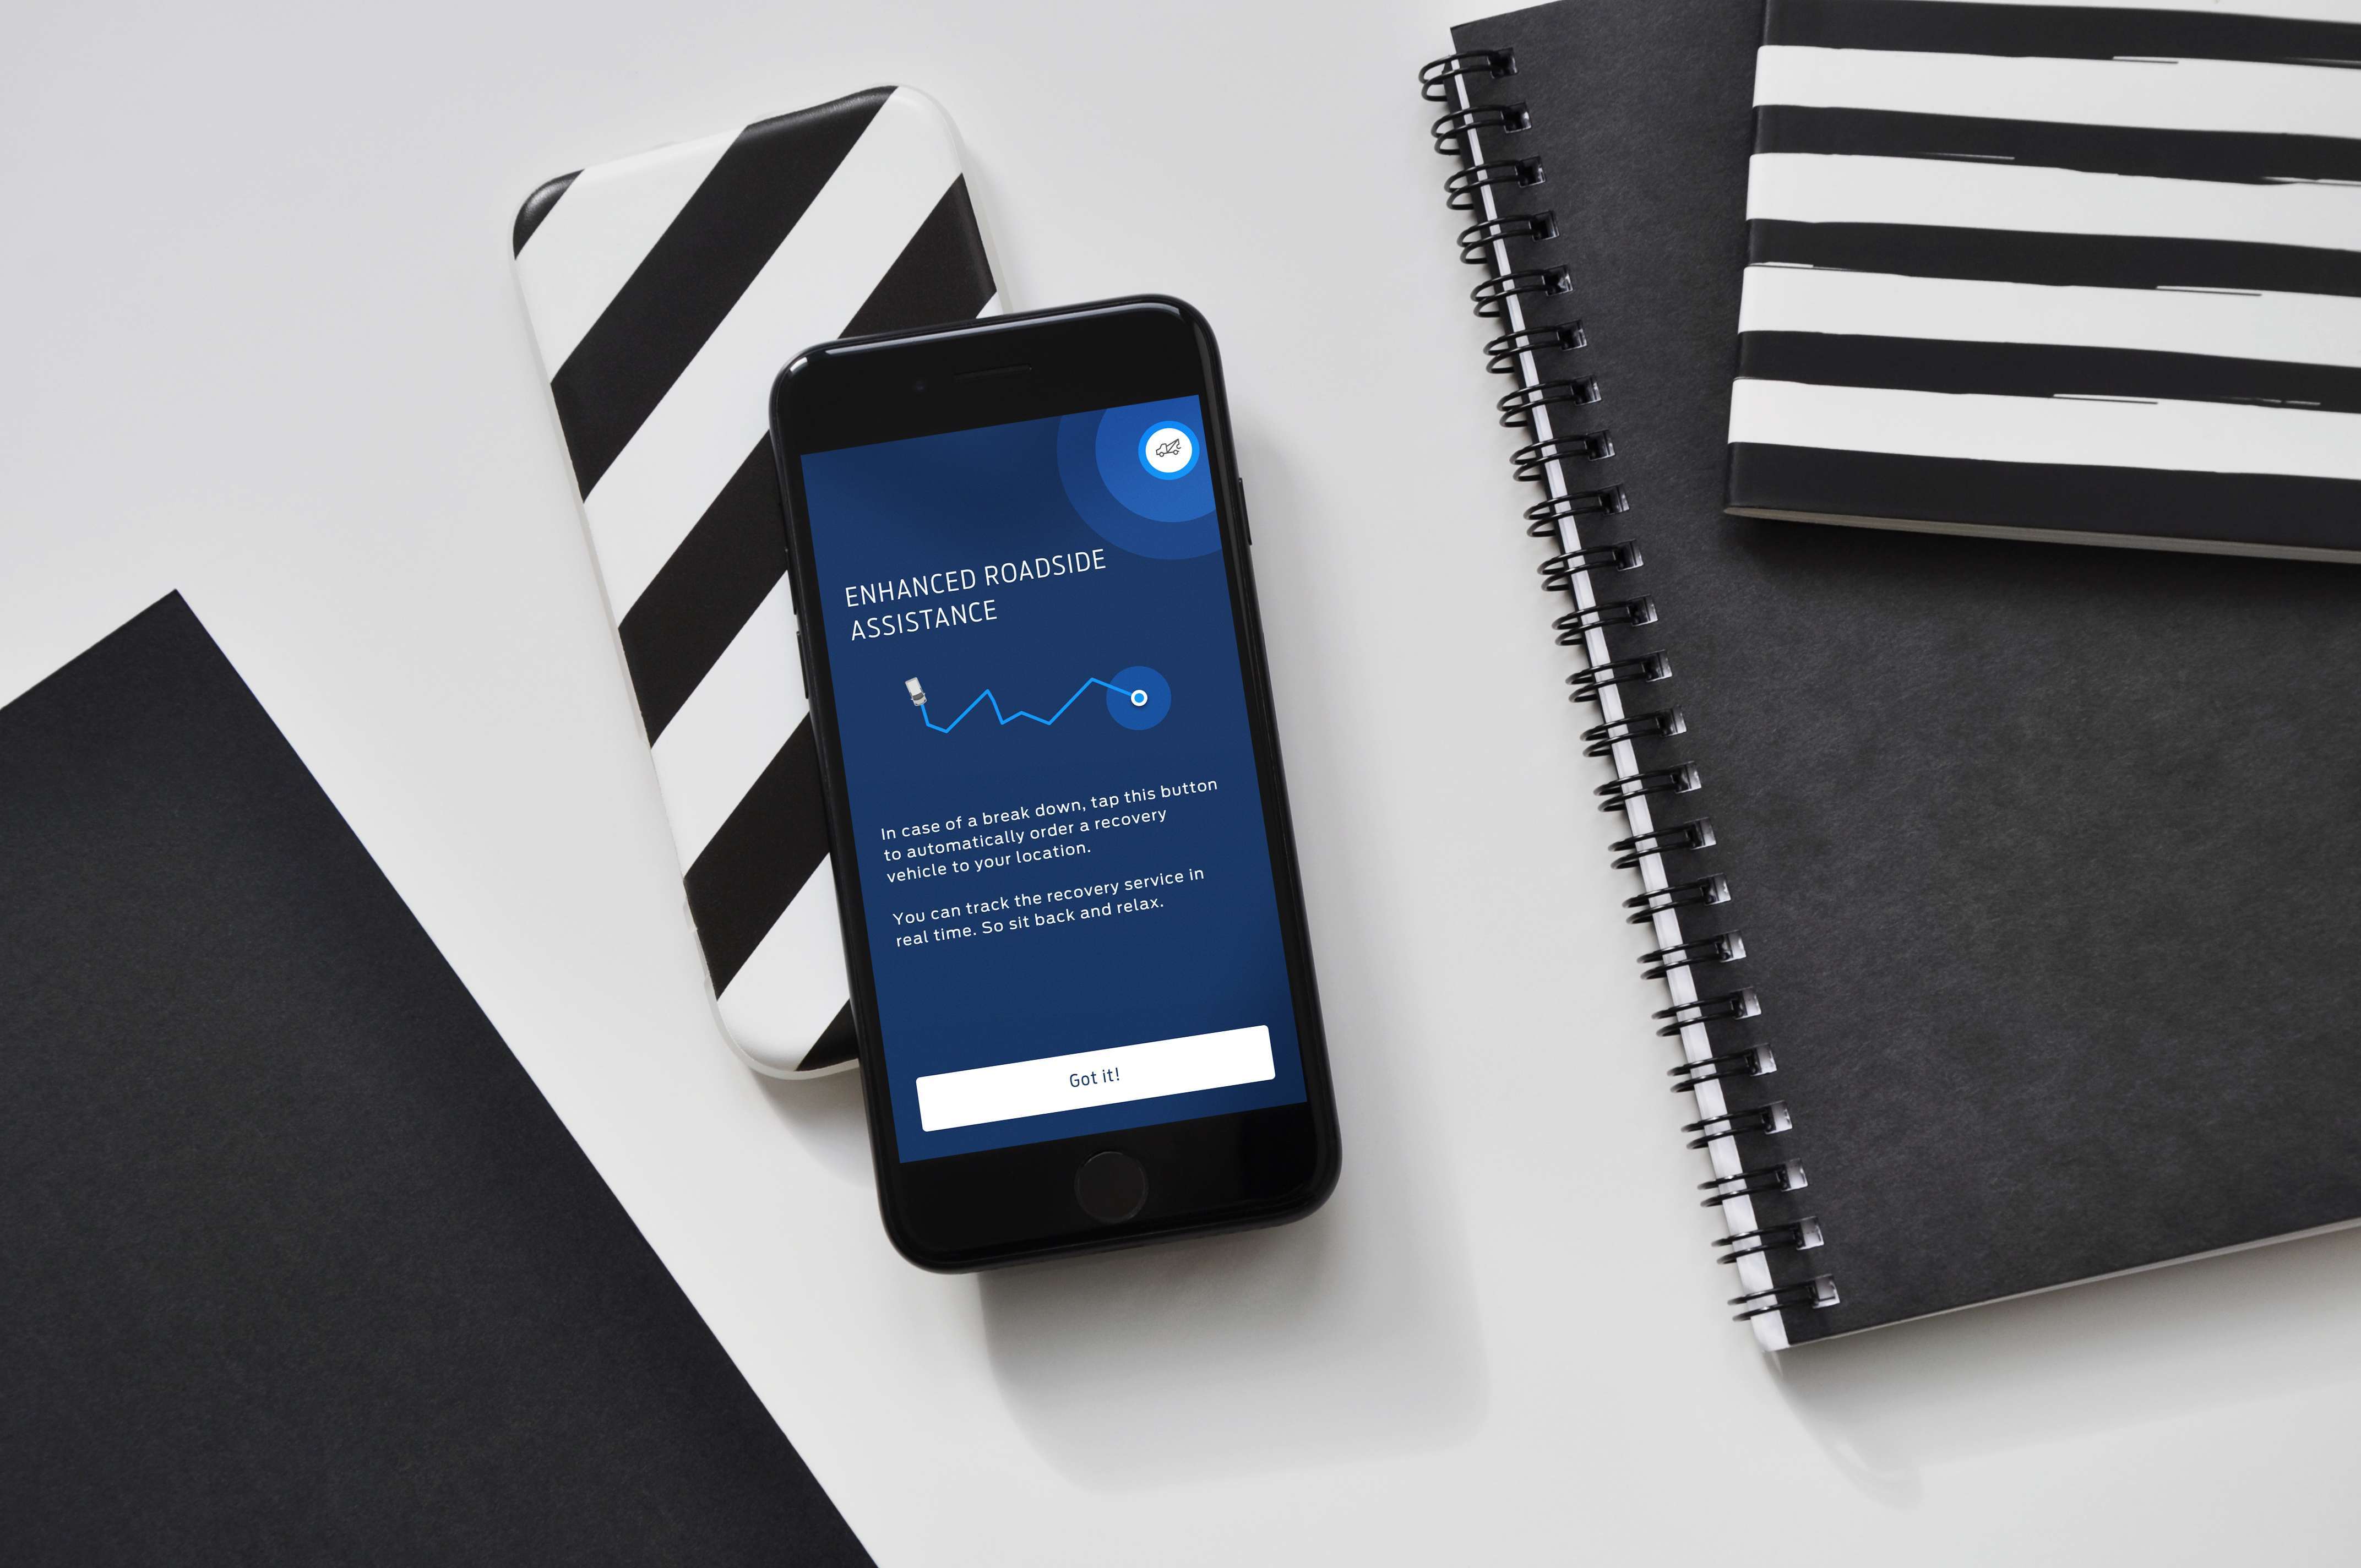 ENHANCED ROADSIDE
ASSISTANCE
In case of a break down, tap this button
to automatically order a recovery
vehicle to your location.
You can track the recovery service in
real time. So sit back and relax.
Got it!